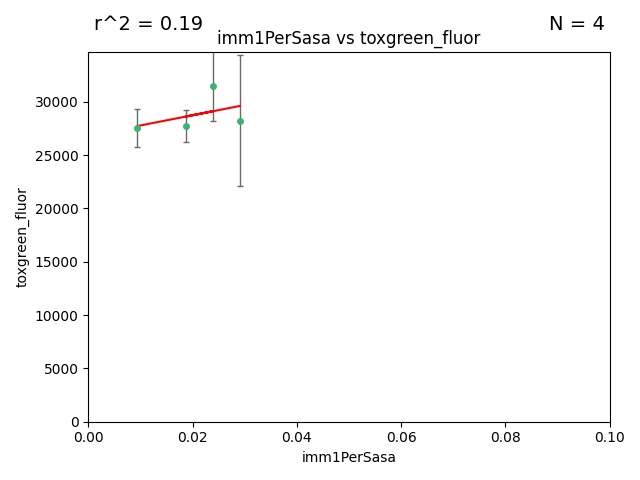 r^2 = 0.19
N = 4
imm1PerSasa vs toxgreen_fluor
30000
25000
20000
15000
10000
5000
0
toxgreen_fluor
0.00
0.02
0.04
0.06
0.08
0.10
imm1PerSasa